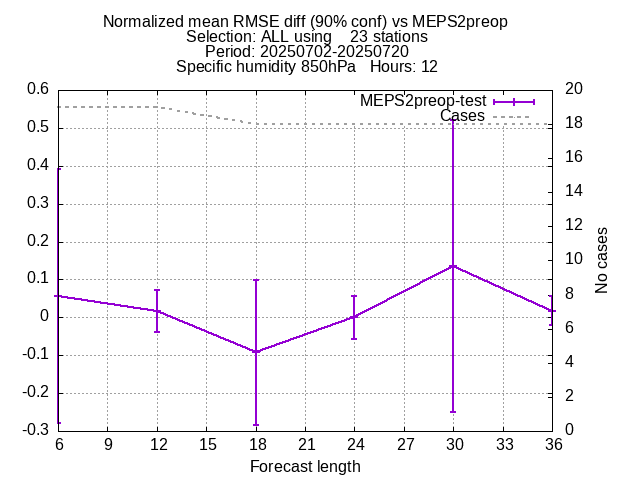 Normalized mean RMSE diff (90% conf) vs MEPS2preop
Selection: ALL using    23 stations
Period: 20250702-20250720
Specific humidity 850hPa   Hours: 12
MEPS2preop-test
Cases
0.6
0.5
0.4
0.3
0.2
0.1
0
-0.1
-0.2
-0.3
20
18
16
14
12
10
8
6
4
2
0
No cases
6 9 12 15 18 21 24 27 30 33 36
Forecast length